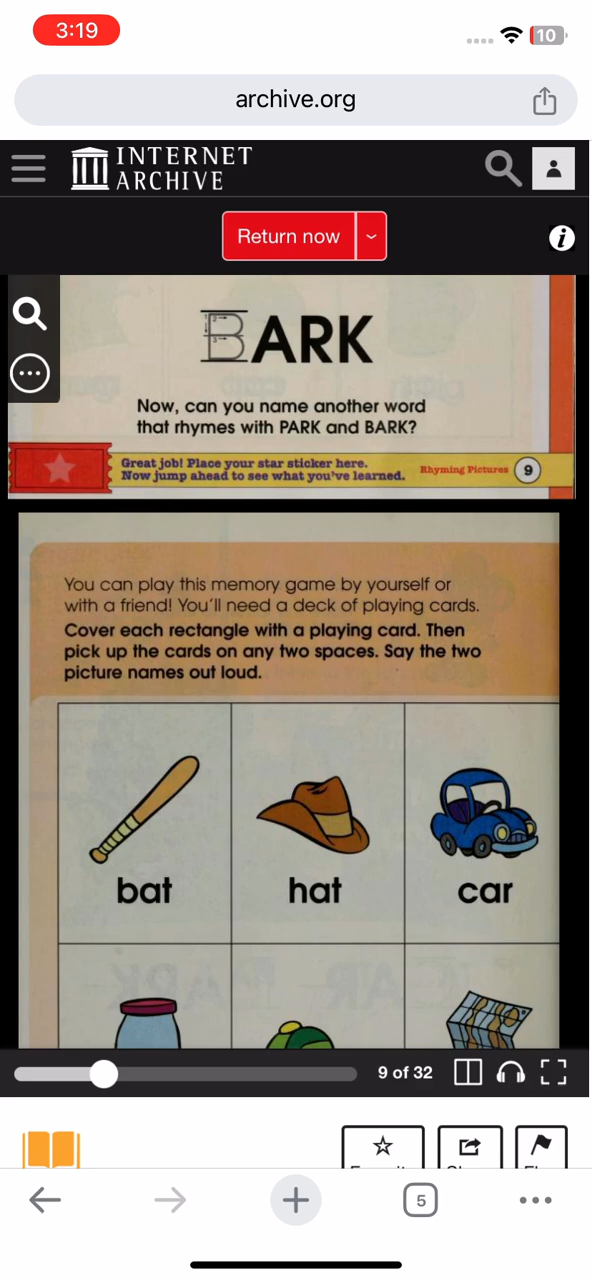 3:19
10
archive.org
INTERNET
ARCHIVE
Return now
BARK
Now, can you name another word
that rhymes with PARK and BARK?
Great job! Place your star sticker here.
Now jump ahead to see what you've learned.
Rhyming Pictures 9
You can play this memory game by yourself or
with a friend! You'll need a deck of playing cards.
Cover each rectangle with a playing card. Then
pick up the cards on any two spaces. Say the two
picture names out loud.
bat hat car
9 of 32
5